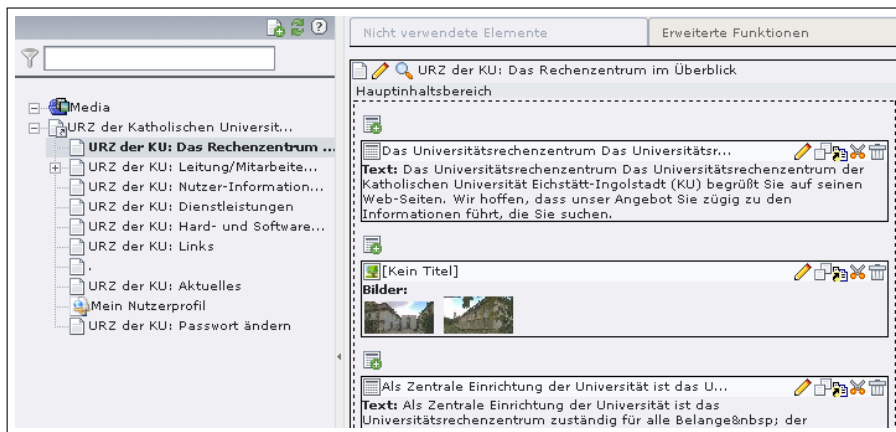 Media
URZ der Katholischen Universit...
URZ der KU: Das Rechenzentrum ...
URZ der KU: Leitung/Mitarbeite...
URZ der KU: Nutzer-Information...
URZ der KU: Dienstleistungen
URZ der KU: Hard- und Software...
URZ der KU: Links
.
URZ der KU: Aktuelles
Mein Nutzerprofil
URZ der KU: Passwort ändern
Nicht verwendete Elemente
Erweiterte Funktionen
URZ der KU: Das Rechenzentrum im Überblick
Hauptinhaltsbereich
Das Universitätsrechenzentrum Das Universitätsr...
Text: Das Universitätsrechenzentrum Das Universitätsrechenzentrum der
Katholischen Universität Eichstätt-Ingolstadt (KU) begrüßt Sie auf seinen
Web-Seiten. Wir hoffen, dass unser Angebot Sie zügig zu den
Informationen führt, die Sie suchen.
[Kein Titel]
Bilder:
Als Zentrale Einrichtung der Universität ist das U...
Text: Als Zentrale Einrichtung der Universität ist das
Universitätsrechenzentrum zuständig für alle Belange&nbsp; der